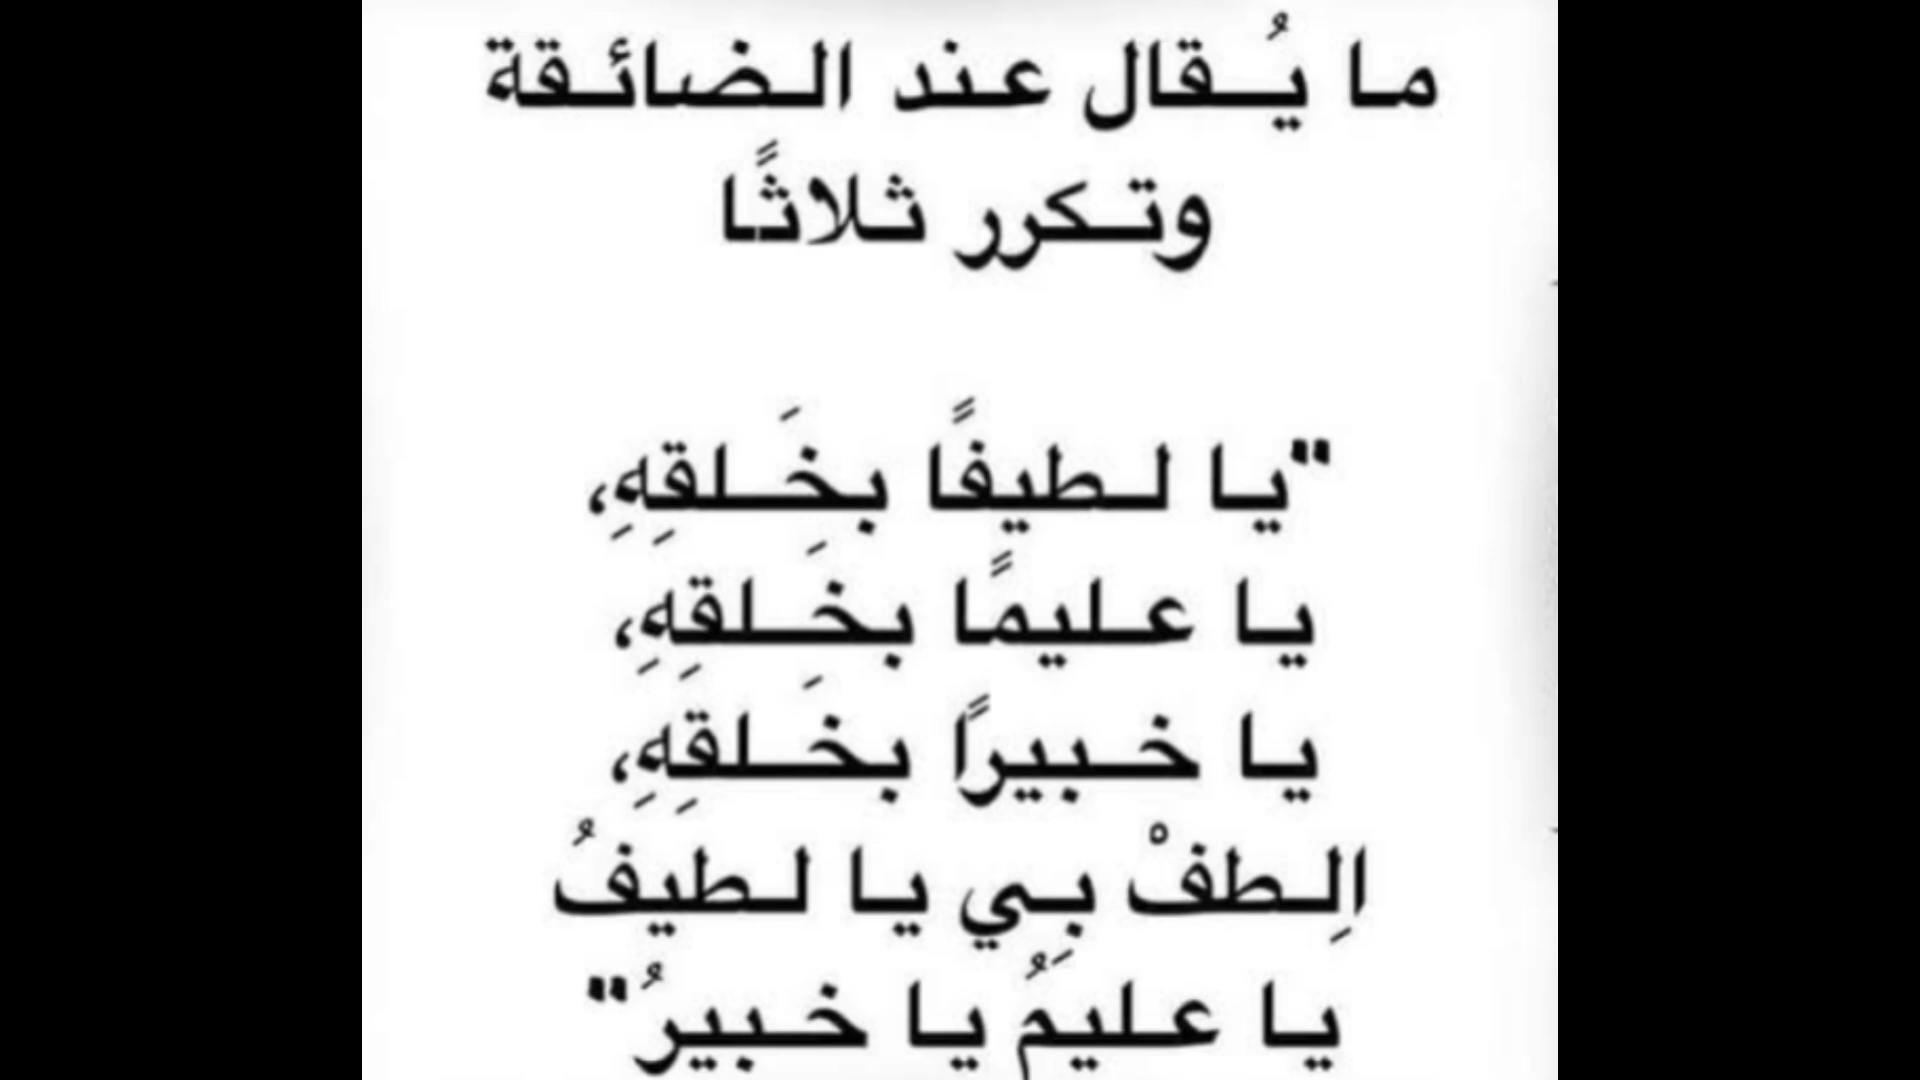 ما يُقال عند الضائقة
وتكرر ثلاثًا
"يا لطيفًا بخَلقِهِ،
يا عليمًا بخَلقِهِ،
يا خبيرًا بخَلقِهِ،
اِلطفْ بِي يا لطيفُ
يا عليمُ يا خبيرُ"